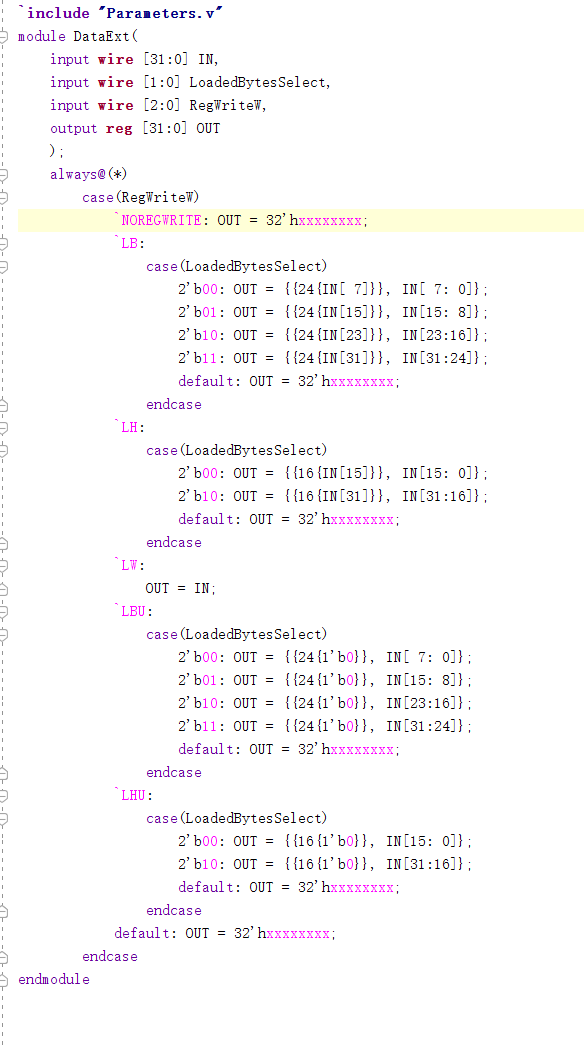 `include "Parameters.v"
module DataExt(
    input wire [31:0] IN,
    input wire [1:0] LoadedBytesSelect,
    input wire [2:0] RegWriteW,
    output reg [31:0] OUT
    );
    always@(*)
        case(RegWriteW)
            `NOREGWRITE: OUT = 32'hxxxxxxxx;
            `LB:
                case(LoadedBytesSelect)
                    2'b00: OUT = {{24{IN[ 7]}}, IN[ 7: 0]};
                    2'b01: OUT = {{24{IN[15]}}, IN[15: 8]};
                    2'b10: OUT = {{24{IN[23]}}, IN[23:16]};
                    2'b11: OUT = {{24{IN[31]}}, IN[31:24]};
                    default: OUT = 32'hxxxxxxxx;
                endcase
            `LH:
                case(LoadedBytesSelect)
                    2'b00: OUT = {{16{IN[15]}}, IN[15: 0]};
                    2'b10: OUT = {{16{IN[31]}}, IN[31:16]};
                    default: OUT = 32'hxxxxxxxx;
                endcase
            `LW:
                OUT = IN;
            `LBU:
                case(LoadedBytesSelect)
                    2'b00: OUT = {{24{1'b0}}, IN[ 7: 0]};
                    2'b01: OUT = {{24{1'b0}}, IN[15: 8]};
                    2'b10: OUT = {{24{1'b0}}, IN[23:16]};
                    2'b11: OUT = {{24{1'b0}}, IN[31:24]};
                    default: OUT = 32'hxxxxxxxx;
                endcase
            `LHU:
                case(LoadedBytesSelect)
                    2'b00: OUT = {{16{1'b0}}, IN[15: 0]};
                    2'b10: OUT = {{16{1'b0}}, IN[31:16]};
                    default: OUT = 32'hxxxxxxxx;
                endcase
            default: OUT = 32'hxxxxxxxx;
        endcase
endmodule